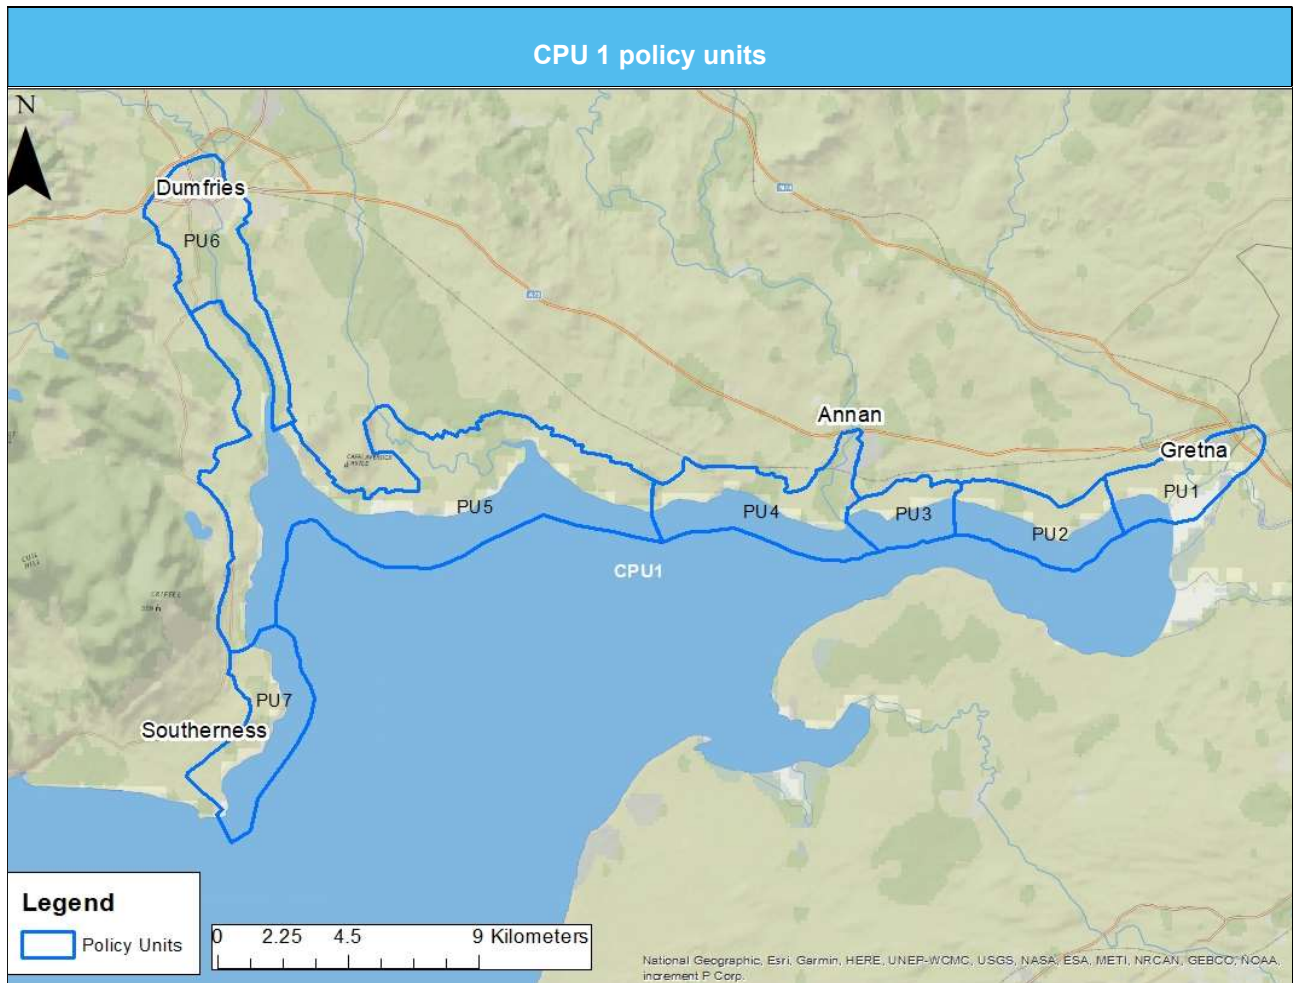 CPU 1 policy units
N
Dumfries
PU6
Annan
Gretna
PU1
PU5
PU4
PU3
PU2
CPU1
PU7
Southerness
Legend
Policy Units
0 2.25 4.5 9 Kilometers
National Geographic, Esri, Garmin, HERE, UNEP-WCMC, USGS, NASA, ESA, METI, NRCAN, GEBCO, NOAA,
increment P Corp.